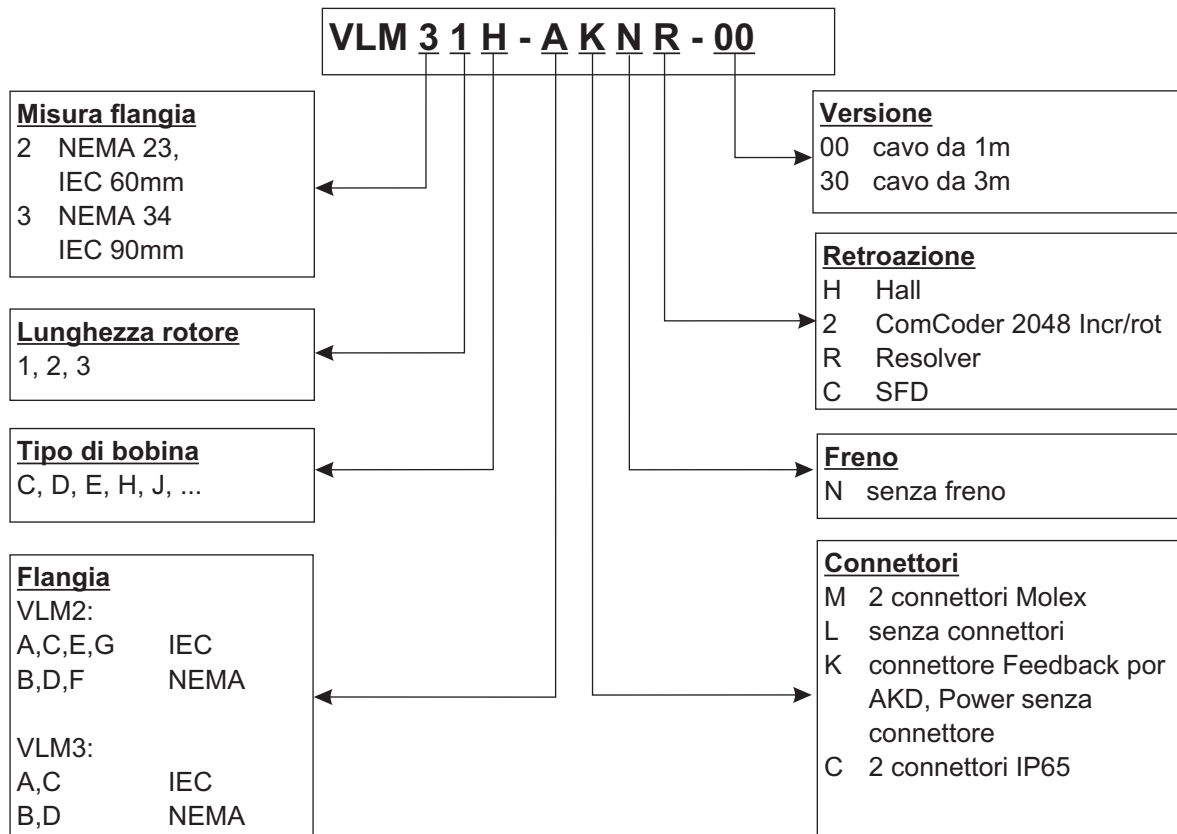 VLM 3 1 H - A K N R - 00
Misura flangia
2 NEMA 23,
IEC 60mm
3 NEMA 34
IEC 90mm
Lunghezza rotore
1, 2, 3
Tipo di bobina
C, D, E, H, J, ...
Flangia
VLM2:
A,C,E,G IEC
B,D,F NEMA
VLM3:
A,C IEC
B,D NEMA
Versione
00 cavo da 1m
30 cavo da 3m
Retroazione
H Hall
2 ComCoder 2048 Incr/rot
R Resolver
C SFD
Freno
N senza freno
Connettori
M 2 connettori Molex
L senza connettori
K connettore Feedback por
AKD, Power senza
connettore
C 2 connettori IP65